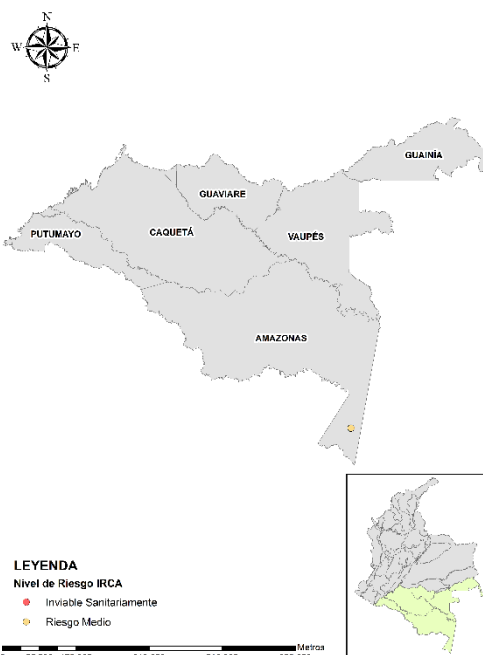 N
W E
S
GUAINÍA
GUAVIARE
PUTUMAYO
CAQUETÁ
VAUPÉS
AMAZONAS
LEYENDA
Nivel de Riesgo IRCA
Inviable Sanitariamente
Riesgo Medio
Metros